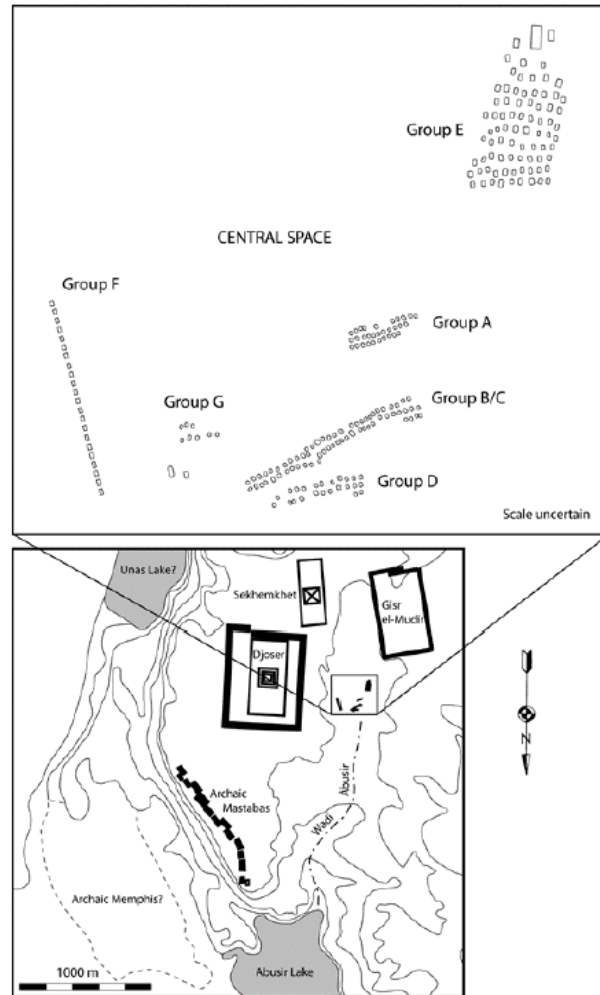 Group E
CENTRAL SPACE
Group F
Group A
Group G
Group B/C
Group D
Scale uncertain
Unas Lake?
Sekhemkhet
Gisr
el-Mudir
Djoser
Archaic
Mastabas
Abusir
Wadi
Archaic Memphis?
1000 m
Abusir Lake
N